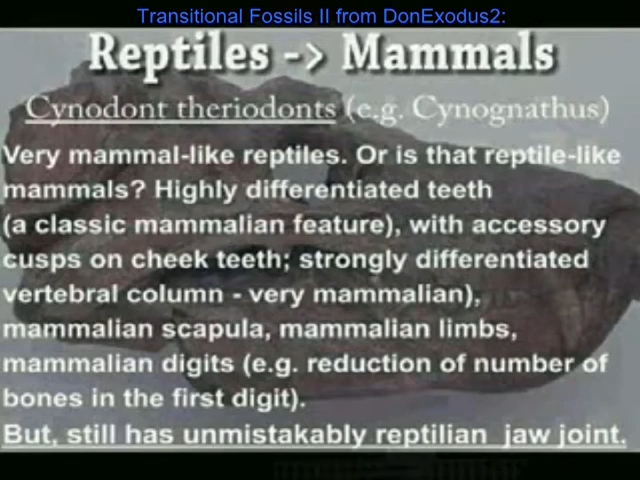 Transitional Fossils II from DonExodus2:
Reptiles -> Mammals
Cynodont theriodonts (e.g. Cynognathus)
Very mammal-like reptiles. Or is that reptile-like
mammals? Highly differentiated teeth
(a classic mammalian feature), with accessory
cusps on cheek teeth; strongly differentiated
vertebral column - very mammalian),
mammalian scapula, mammalian limbs,
mammalian digits (e.g. reduction of number of
bones in the first digit).
But, still has unmistakably reptilian jaw joint.